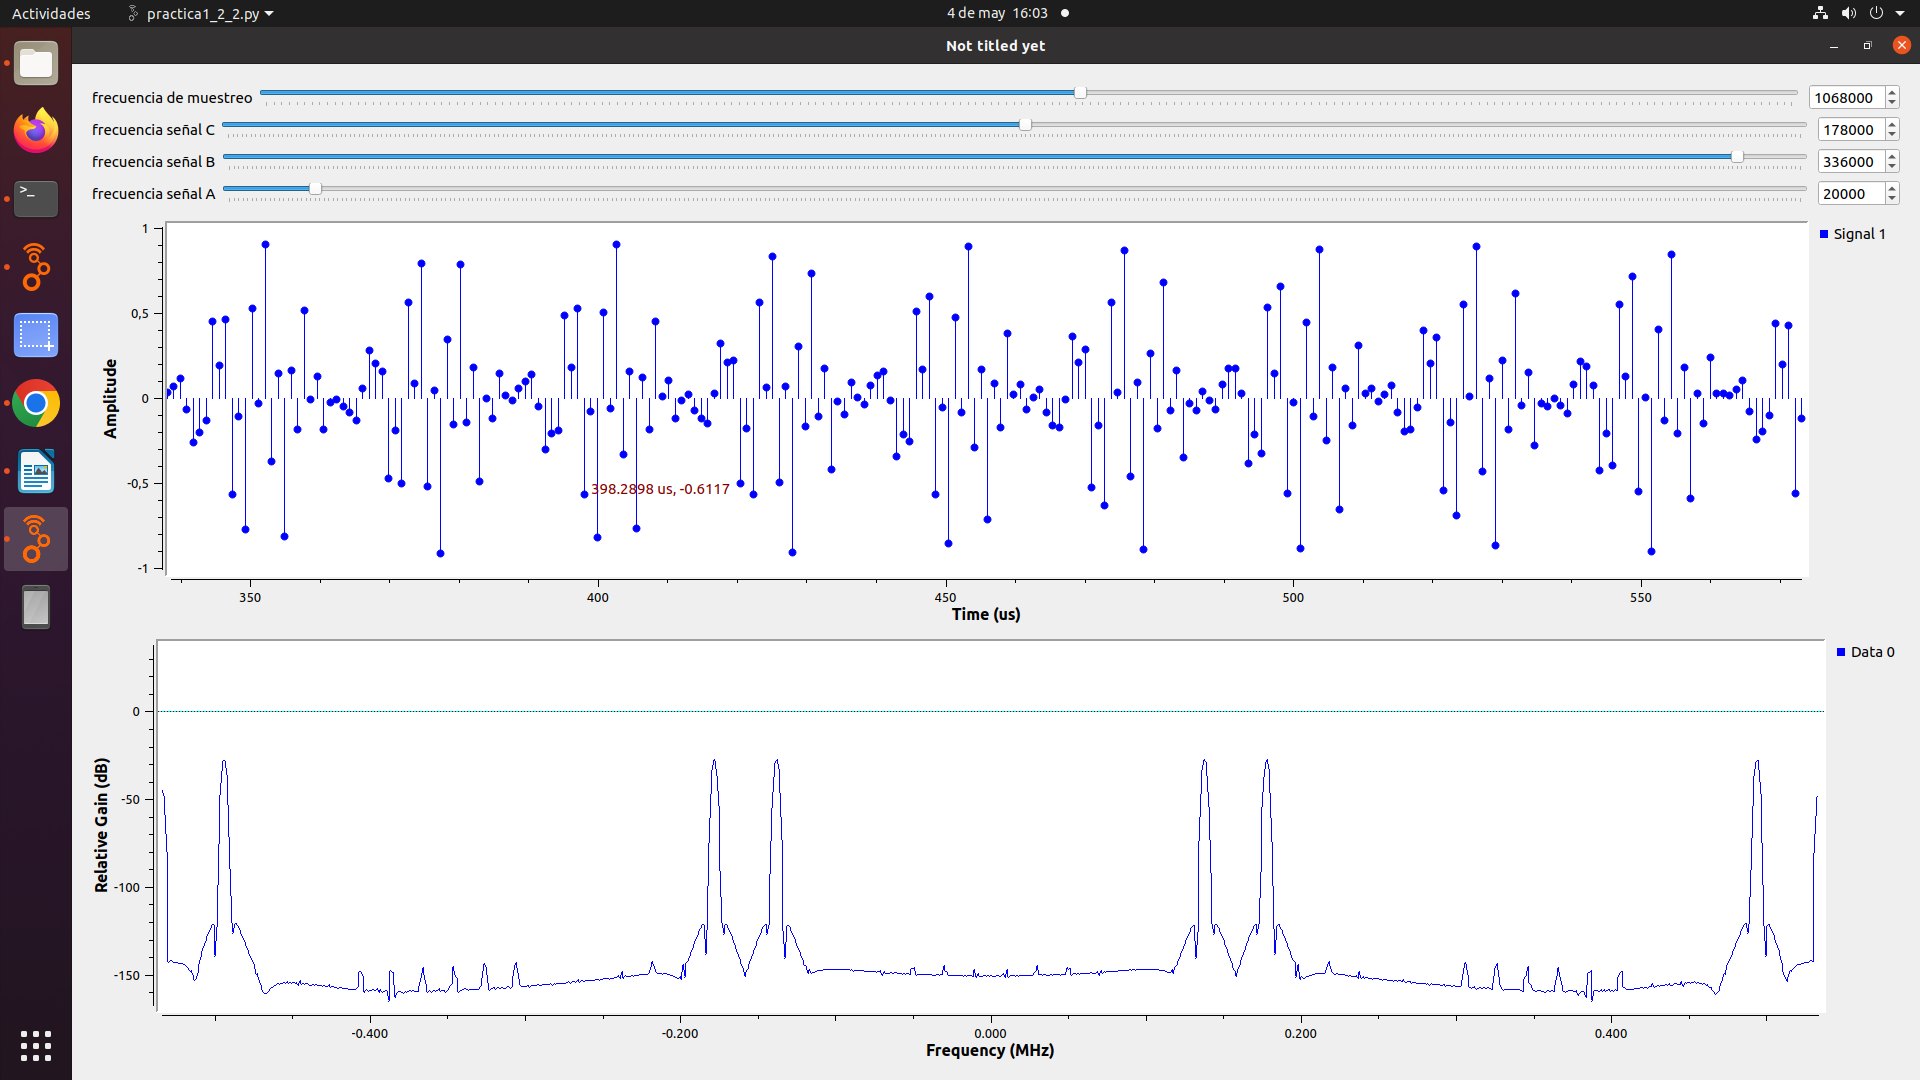 Actividades practica1_2_2.py 4 de may 16:03
Not titled yet
frecuencia de muestreo 1068000
frecuencia señal C 178000
frecuencia señal B 336000
frecuencia señal A 20000
Signal 1
1
0,5
0
-0,5
-1
Amplitude
398.2898 us, -0.6117
350 400 450 500 550
Time (us)
Data 0
0
-50
-100
-150
Relative Gain (dB)
-0.400 -0.200 0.000 0.200 0.400
Frequency (MHz)